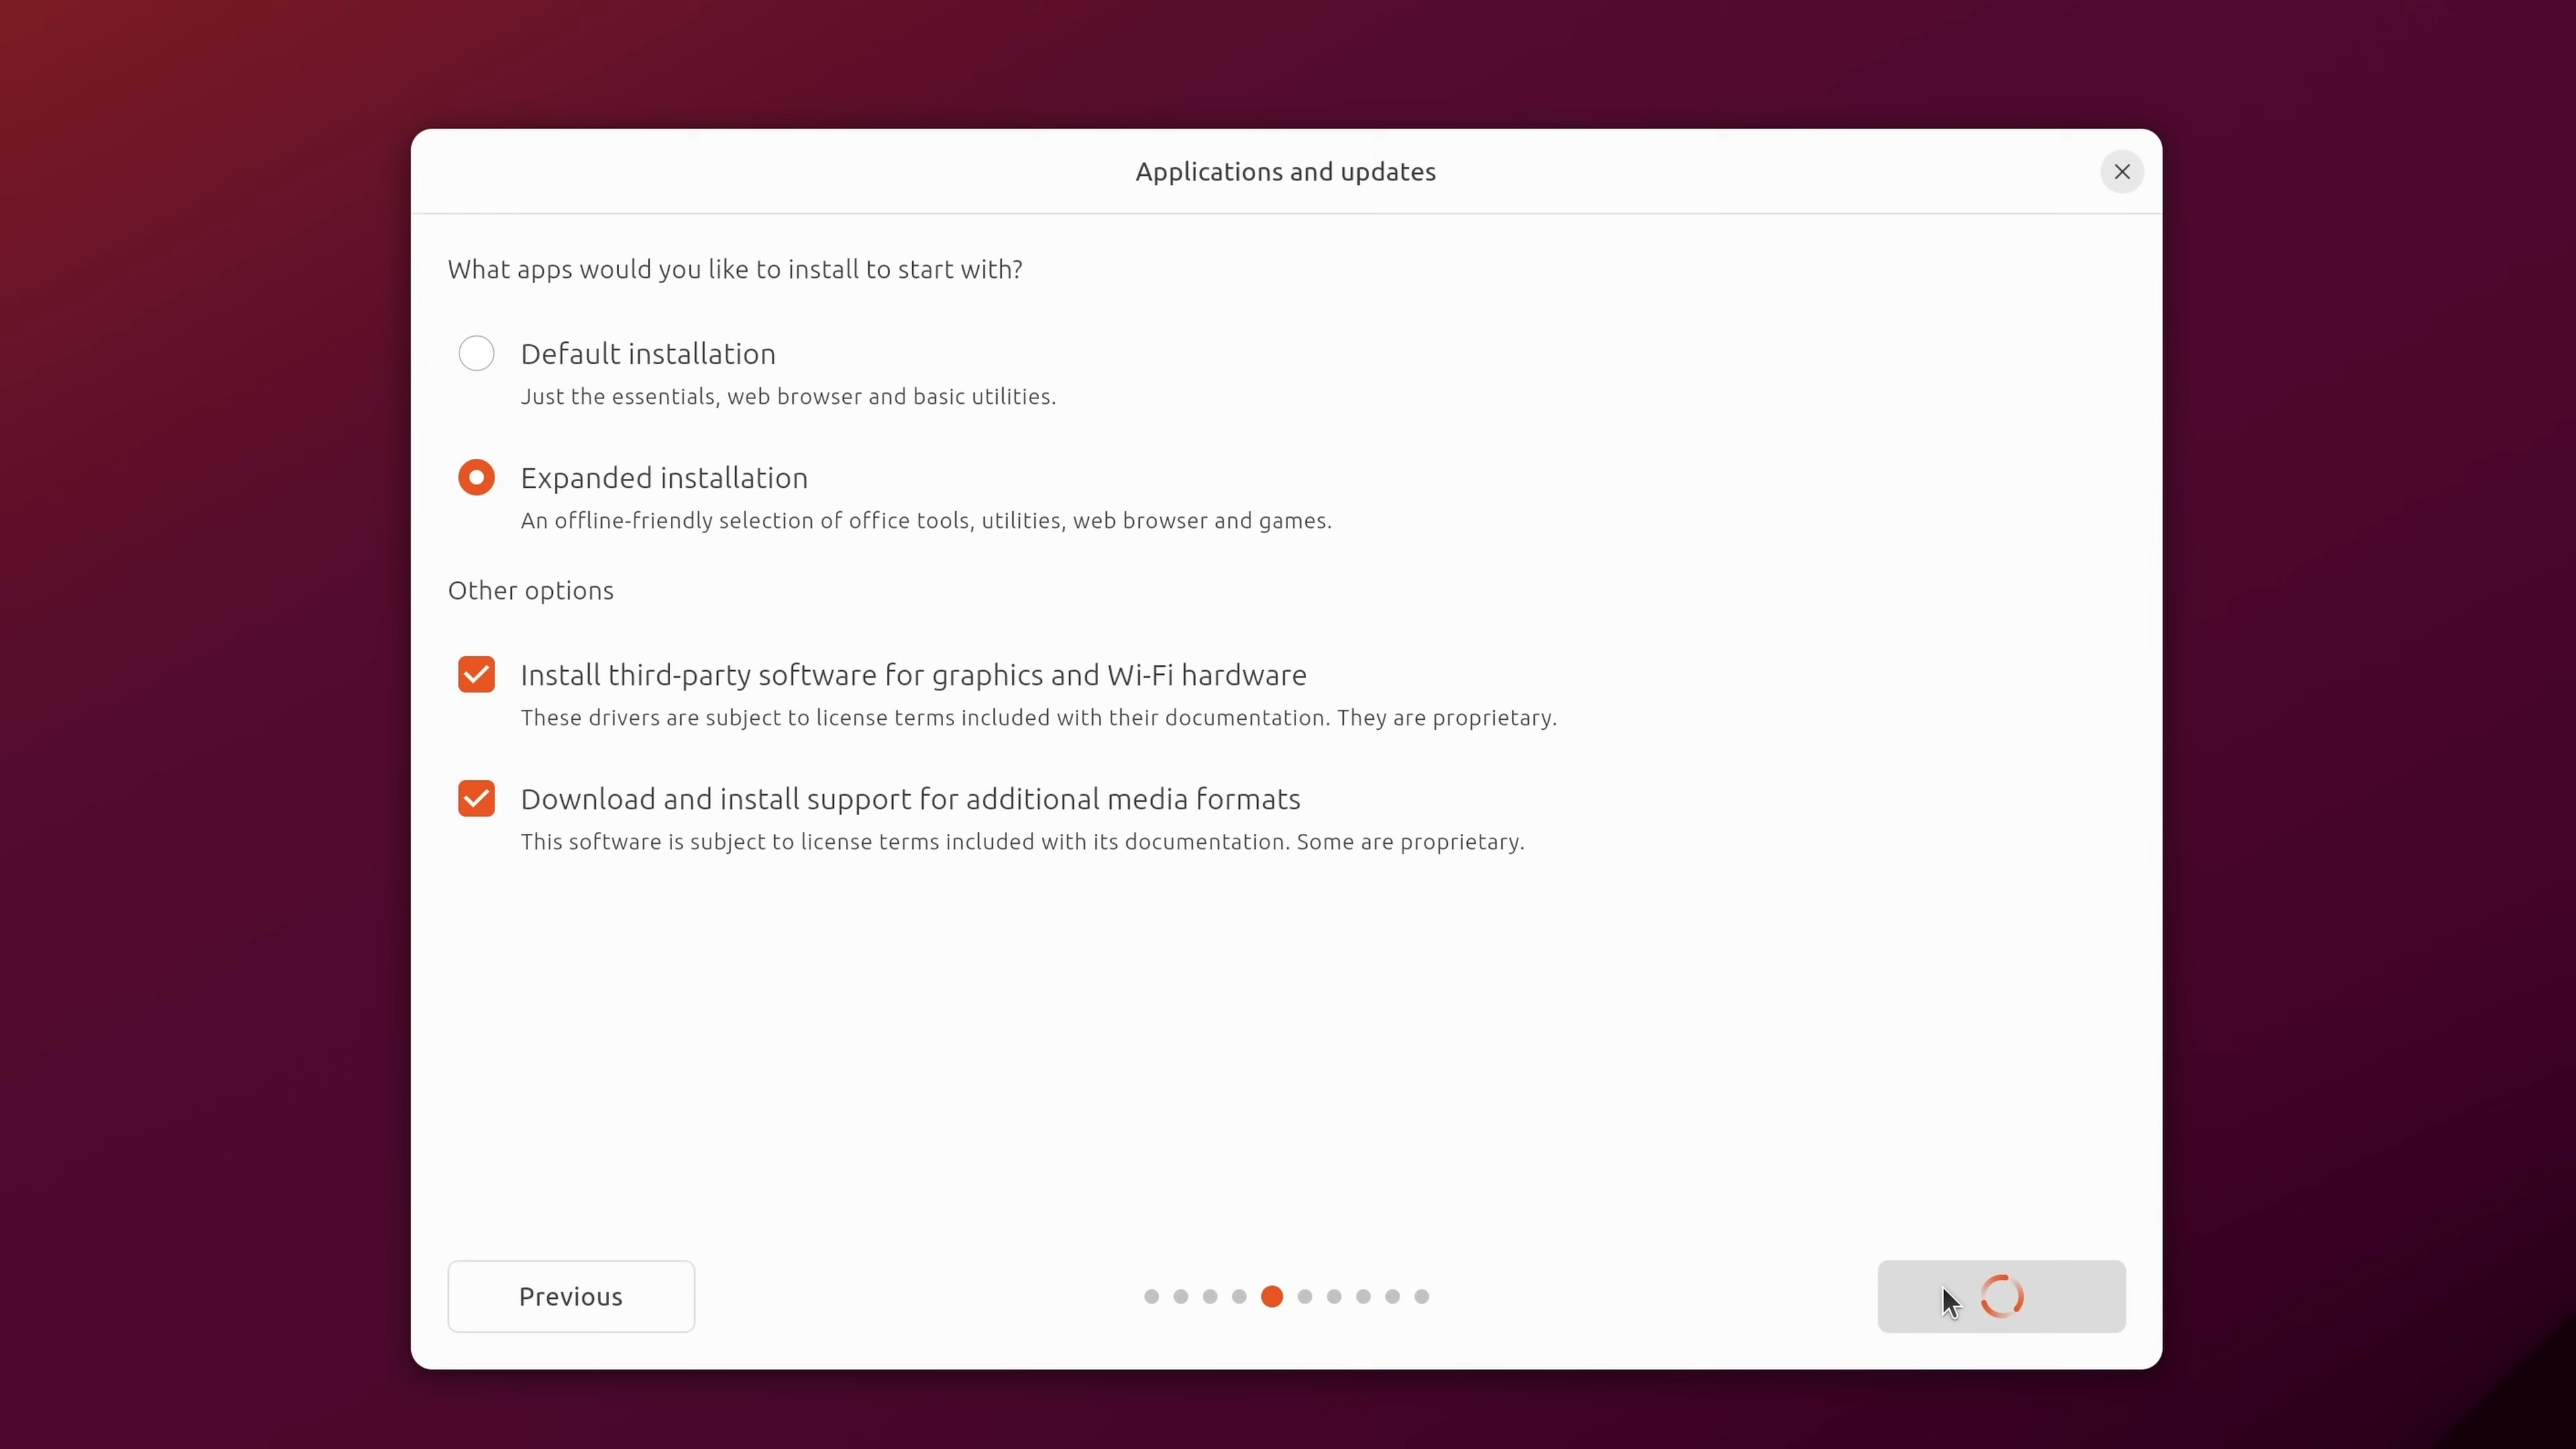 Applications and updates
What apps would you like to install to start with?
Default installation
Just the essentials, web browser and basic utilities.
Expanded installation
An offline-friendly selection of office tools, utilities, web browser and games.
Other options
Install third-party software for graphics and Wi-Fi hardware
These drivers are subject to license terms included with their documentation. They are proprietary.
Download and install support for additional media formats
This software is subject to license terms included with its documentation. Some are proprietary.
Previous